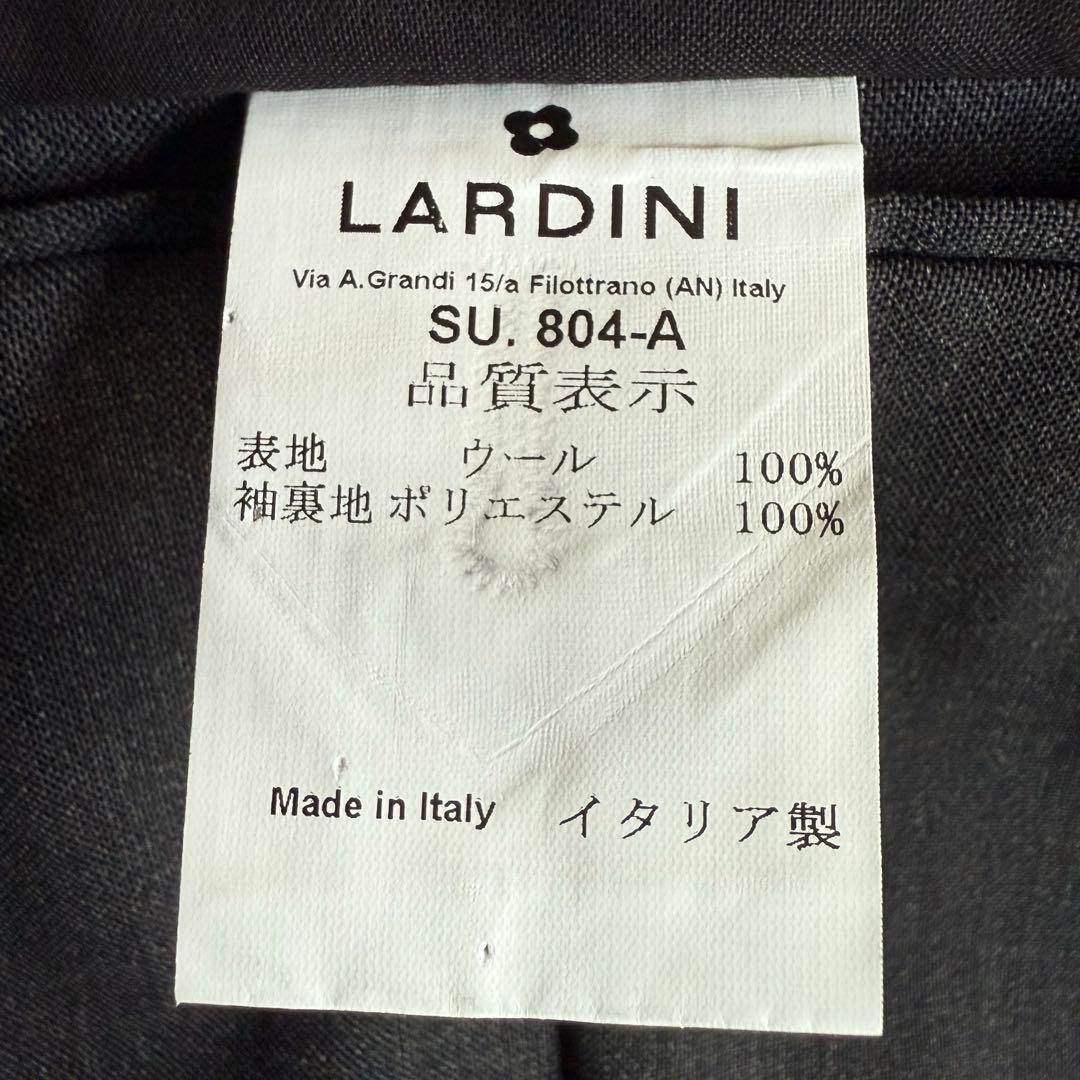 LARDINI
Via A.Grandi 15/a Filottrano (AN) Italy
SU. 804-A
品質表示
表地 ウール 100%
袖裏地 ポリエステル 100%
Made in Italy イタリア製